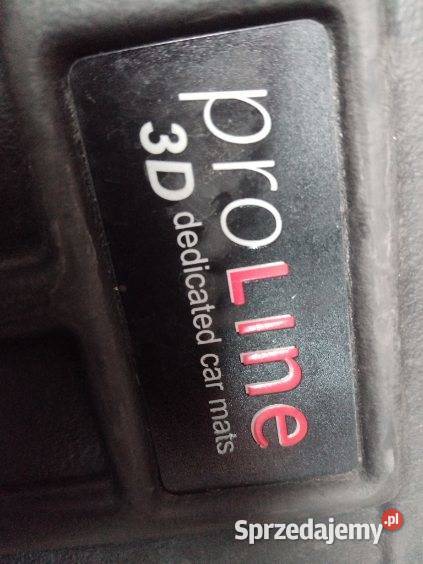 proLine
3D dedicated car mats
Sprzedajemy.pl